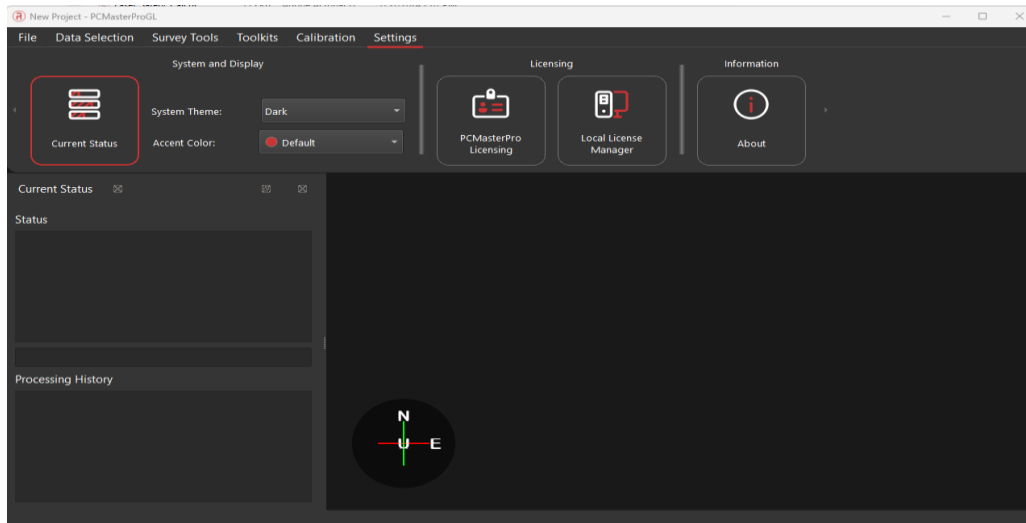 New Project - PCMasterProGL
File Data Selection Survey Tools Toolkits Calibration Settings
System and Display
Licensing
Information
Current Status
System Theme: Dark
Accent Color: Default
PCMasterPro
Licensing
Local License
Manager
About
Current Status
Status
Processing History
N
U E